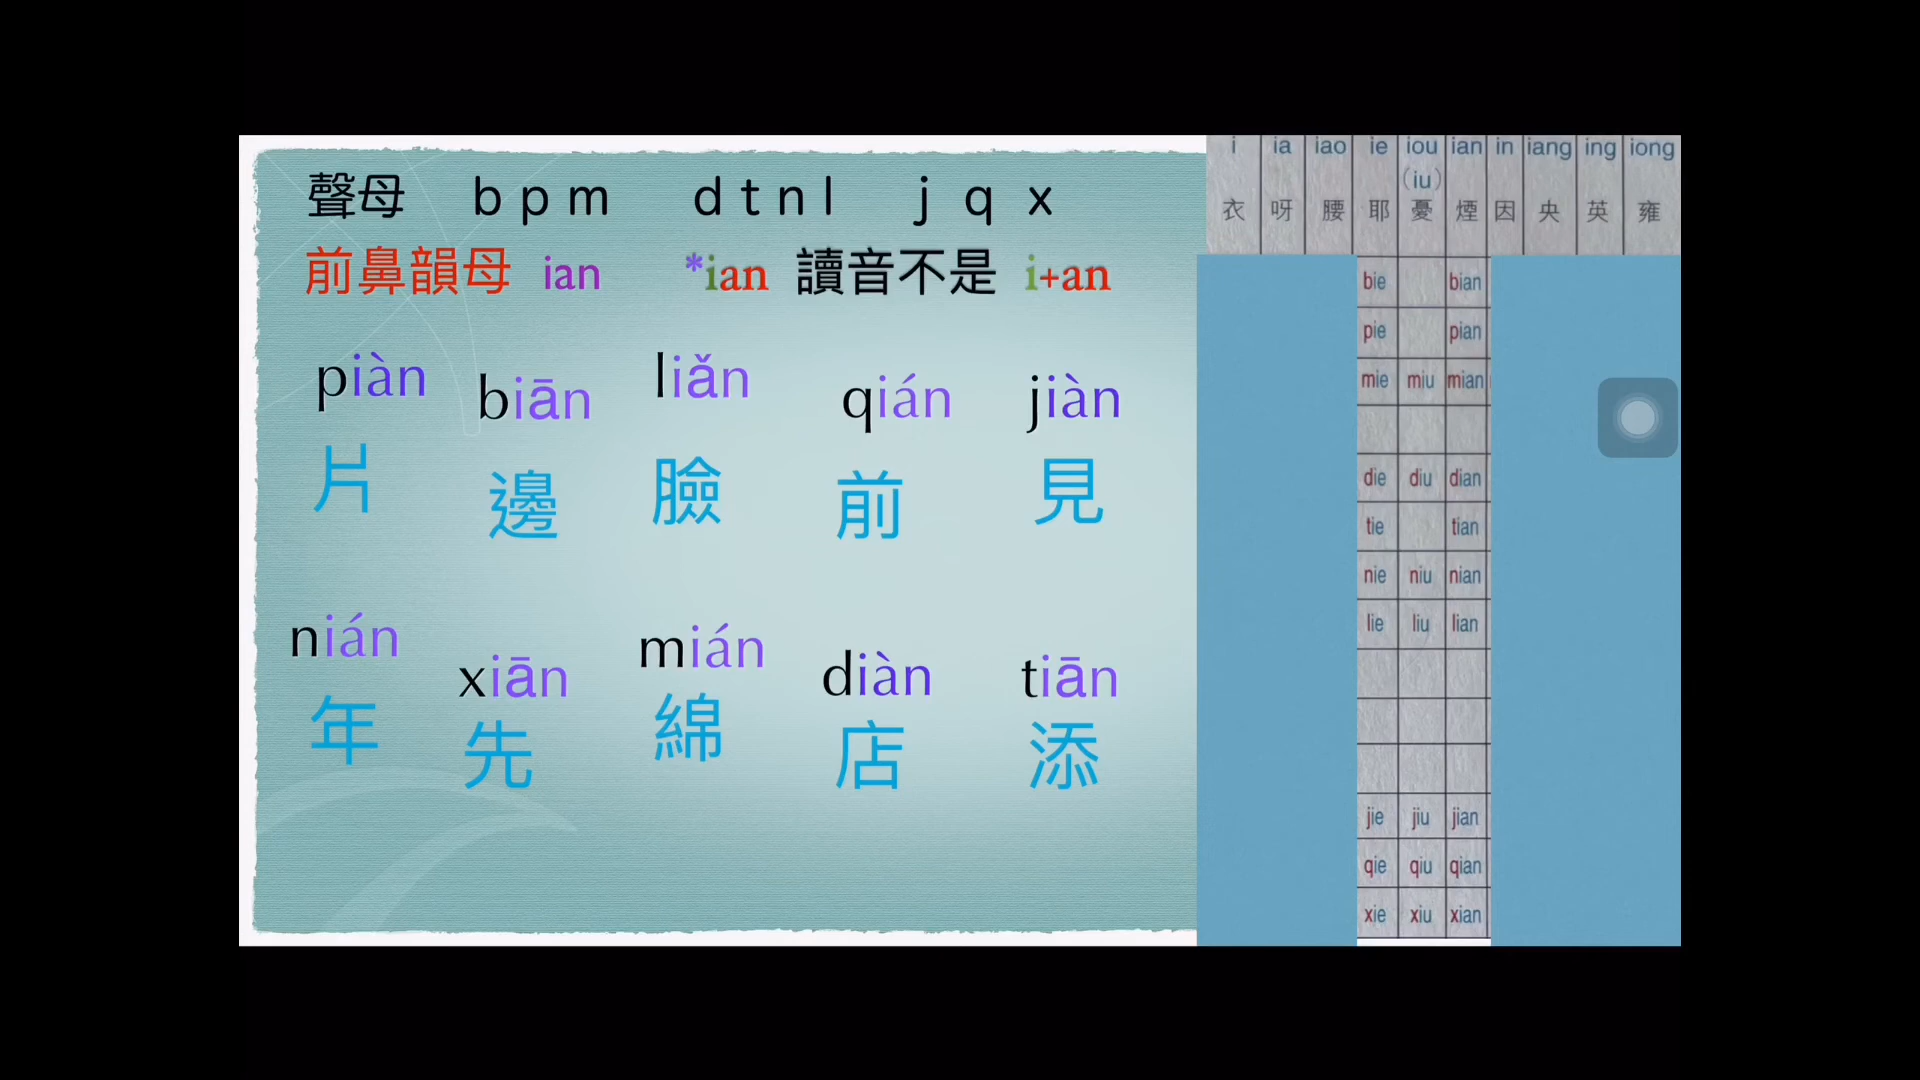 聲母 b p m d t n l j q x
前鼻韻母 ian *ian 讀音不是 i+an
piàn biān liǎn qián jiàn
片 邊 臉 前 見
nián xiān mián diàn tiān
年 先 綿 店 添
i ia iao ie iou ian in iang ing iong
(iu)
衣 呀 腰 耶 憂 煙 因 央 英 雍
bie bian
pie pian
mie miu mian
die diu dian
tie tian
nie niu nian
lie liu lian
jie jiu jian
qie qiu qian
xie xiu xian